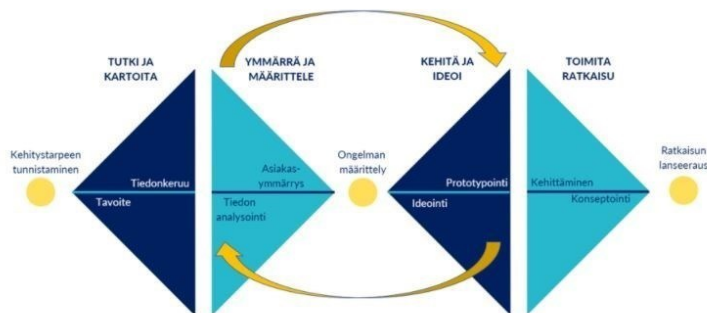 TUTKI JA
KARTOITA
YMMÄRRÄ JA
MÄÄRITTELE
KEHITÄ JA
IDEOI
TOIMITA
RATKAISU
Kehitystarpeen
tunnistaminen
Tiedonkeruu
Tavoite
Asiakas-
ymmärrys
Tiedon
analysointi
Ongelman
määrittely
Prototypointi
Ideointi
Kehittäminen
Konseptointi
Ratkaisun
lanseeraus